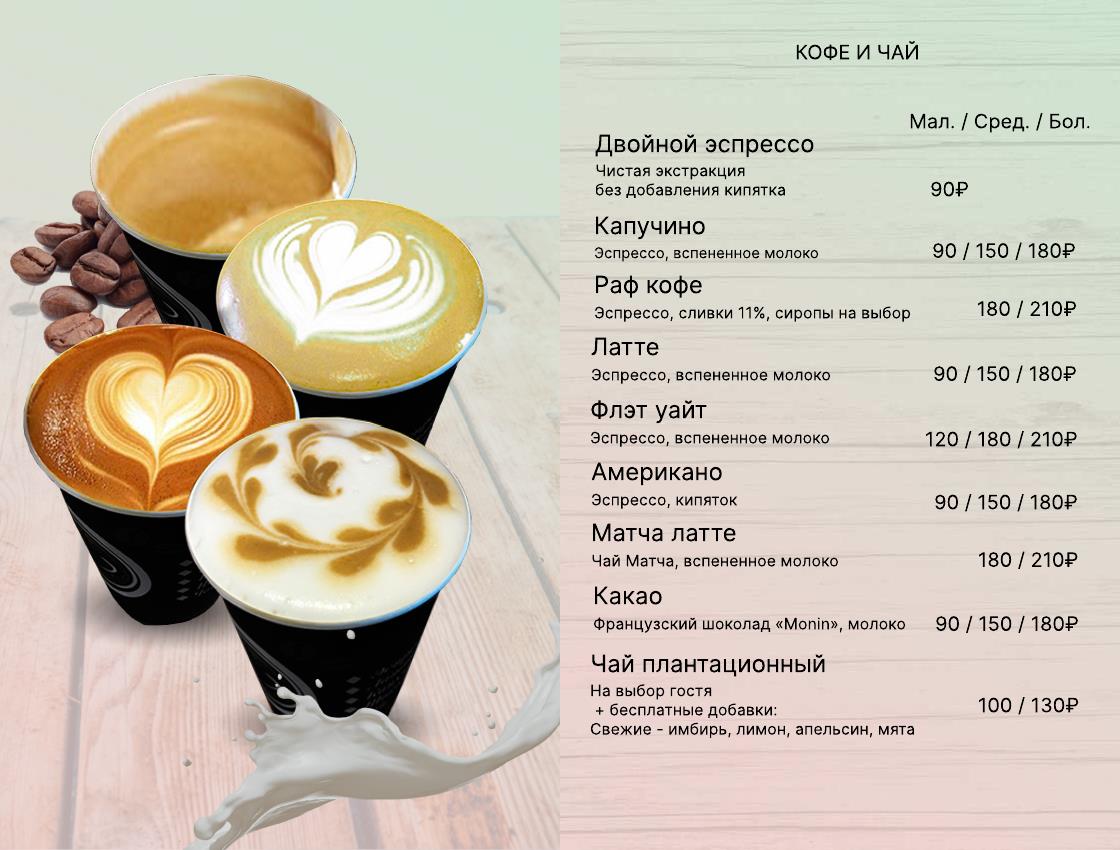 КОФЕ И ЧАЙ
Мал. / Сред. / Бол.
Двойной эспрессо
Чистая экстракция
без добавления кипятка 90₽
Капучино
Эспрессо, вспененное молоко 90 / 150 / 180₽
Раф кофе
Эспрессо, сливки 11%, сиропы на выбор 180 / 210₽
Латте
Эспрессо, вспененное молоко 90 / 150 / 180₽
Флэт уайт
Эспрессо, вспененное молоко 120 / 180 / 210₽
Американо
Эспрессо, кипяток 90 / 150 / 180₽
Матча латте
Чай Матча, вспененное молоко 180 / 210₽
Какао
Французский шоколад «Monin», молоко 90 / 150 / 180₽
Чай плантационный
На выбор гостя
+ бесплатные добавки: 100 / 130₽
Свежие - имбирь, лимон, апельсин, мята